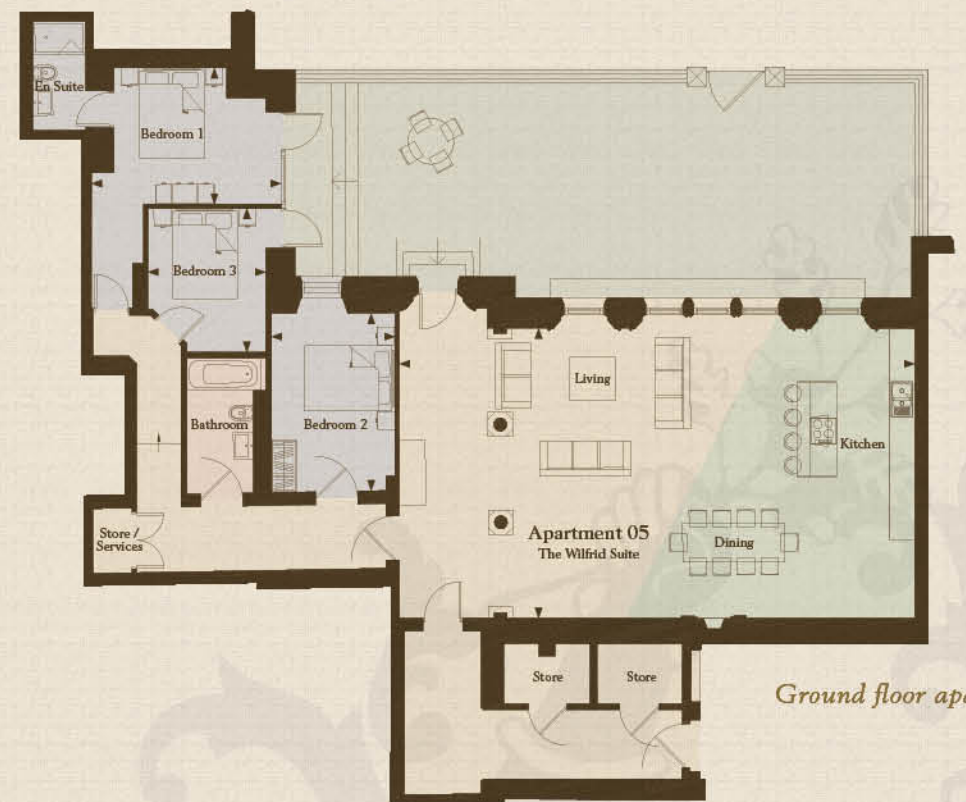 En Suite
Bedroom 1
Bedroom 3
Living
Bathroom
Bedroom 2
Kitchen
Store /
Services
Apartment 05
The Wilfrid Suite
Dining
Store
Store
Ground floor apa